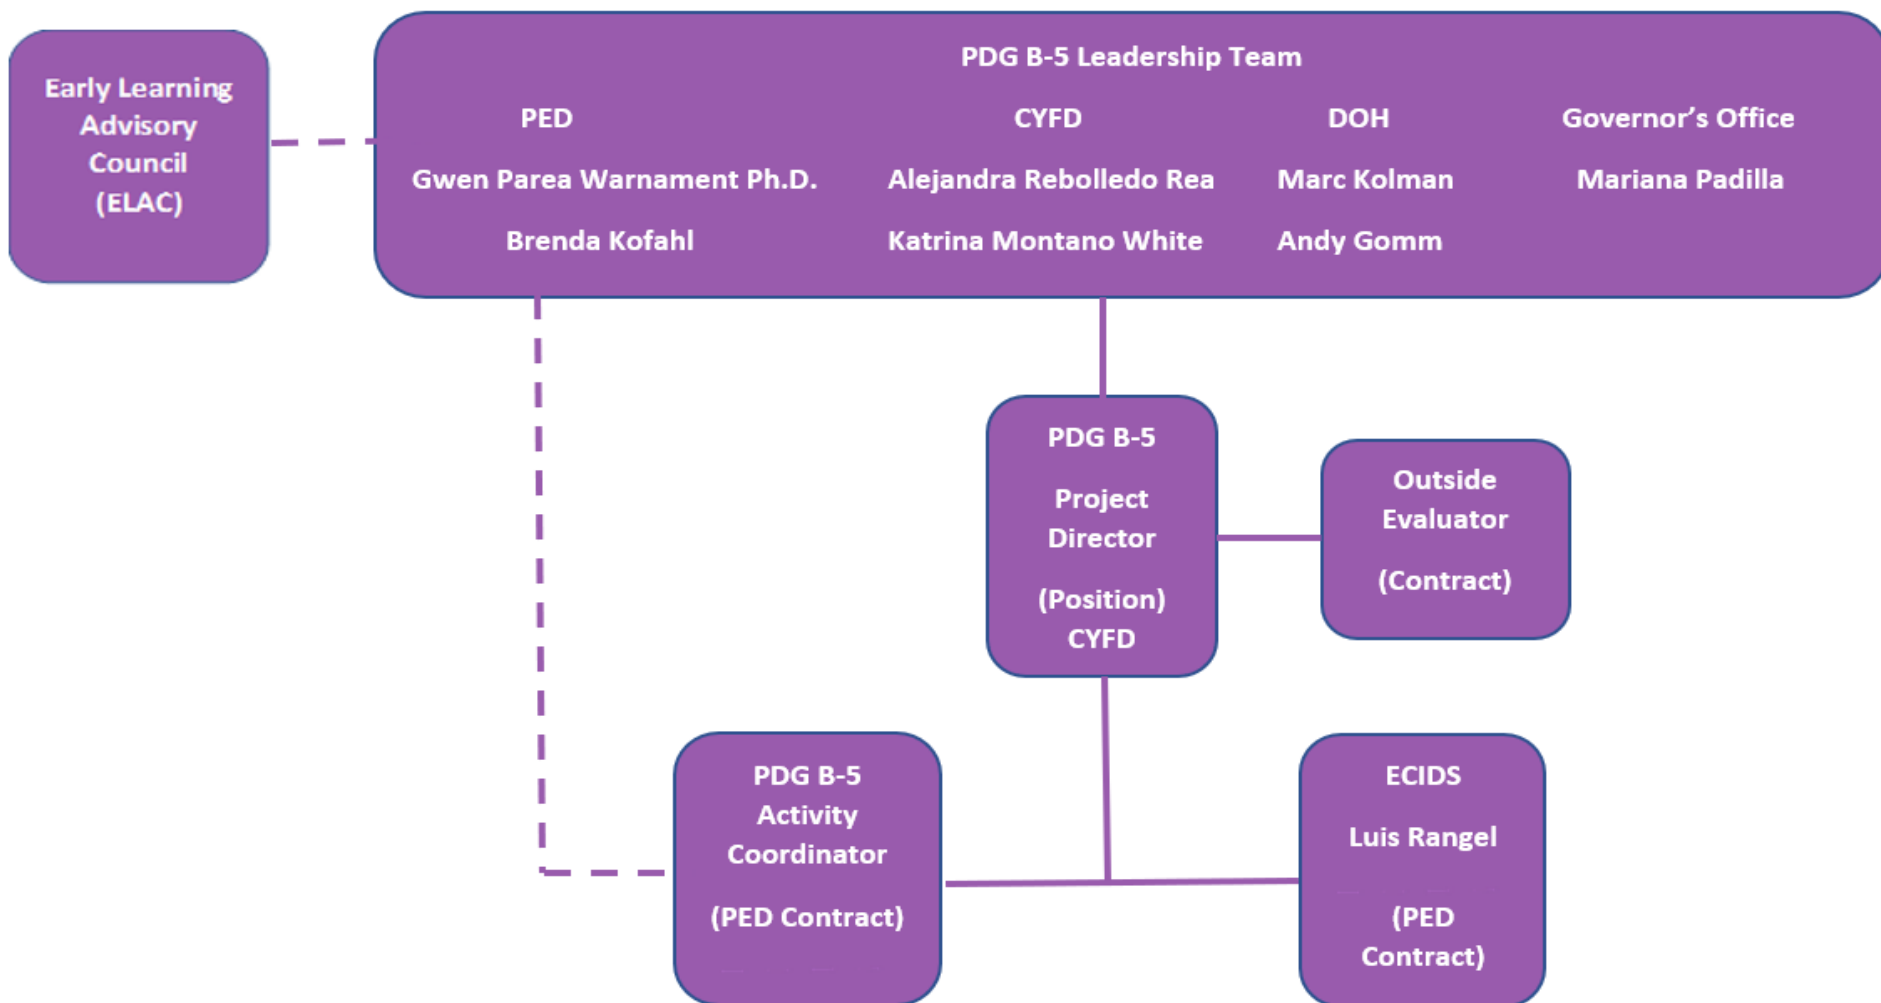 Early Learning
Advisory
Council
(ELAC)
PDG B-5 Leadership Team
PED CYFD DOH Governor's Office
Gwen Parea Warnament Ph.D. Alejandra Rebolledo Rea Marc Kolman Mariana Padilla
Brenda Kofahl Katrina Montano White Andy Gomm
PDG B-5
Project
Director
(Position)
CYFD
Outside
Evaluator
(Contract)
PDG B-5
Activity
Coordinator
(PED Contract)
ECIDS
Luis Rangel
(PED
Contract)